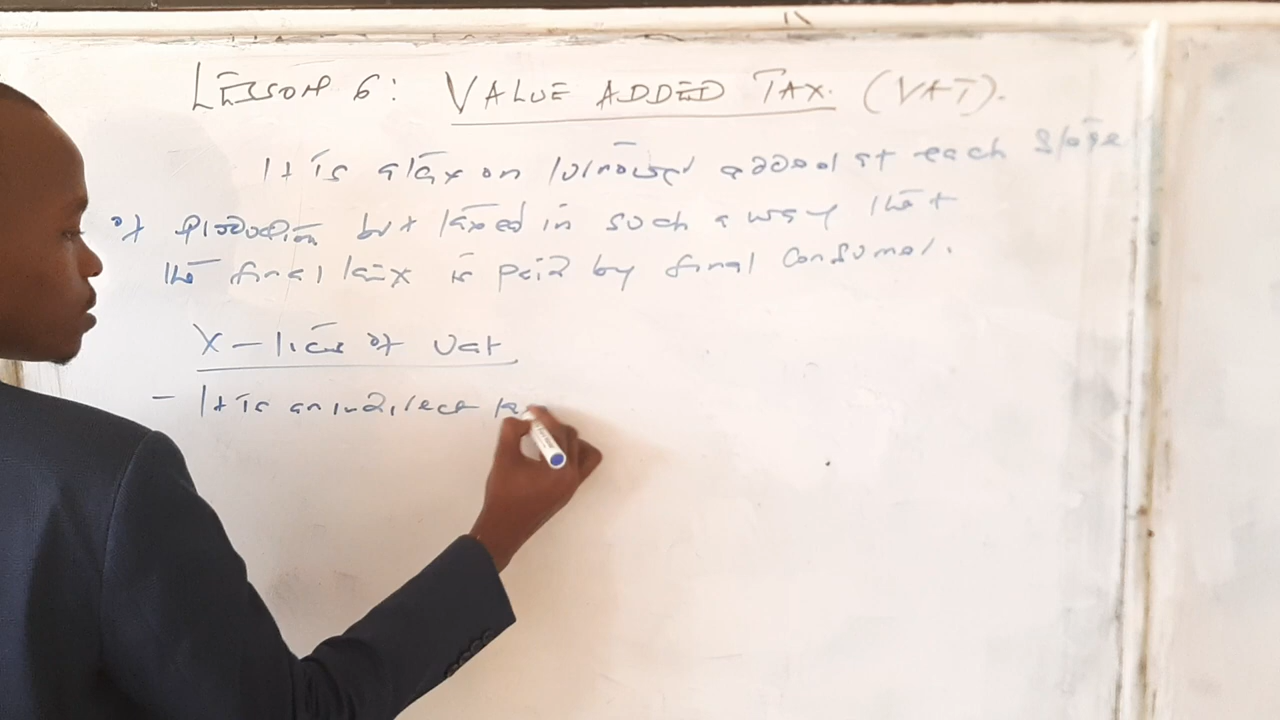 LESSON 6: VALUE ADDED TAX. (VAT).
It is a tax on added at each stage
of production but taxed in such a way that
the final tax is paid by final consumer.
X-tics of Vat
- It is an indirect